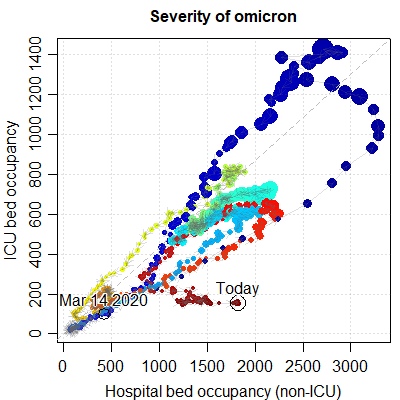 Severity of omicron
ICU bed occupancy
1400
1200
1000
800
600
400
200
0
Mar 14 2020
Today
0 500 1000 1500 2000 2500 3000
Hospital bed occupancy (non-ICU)